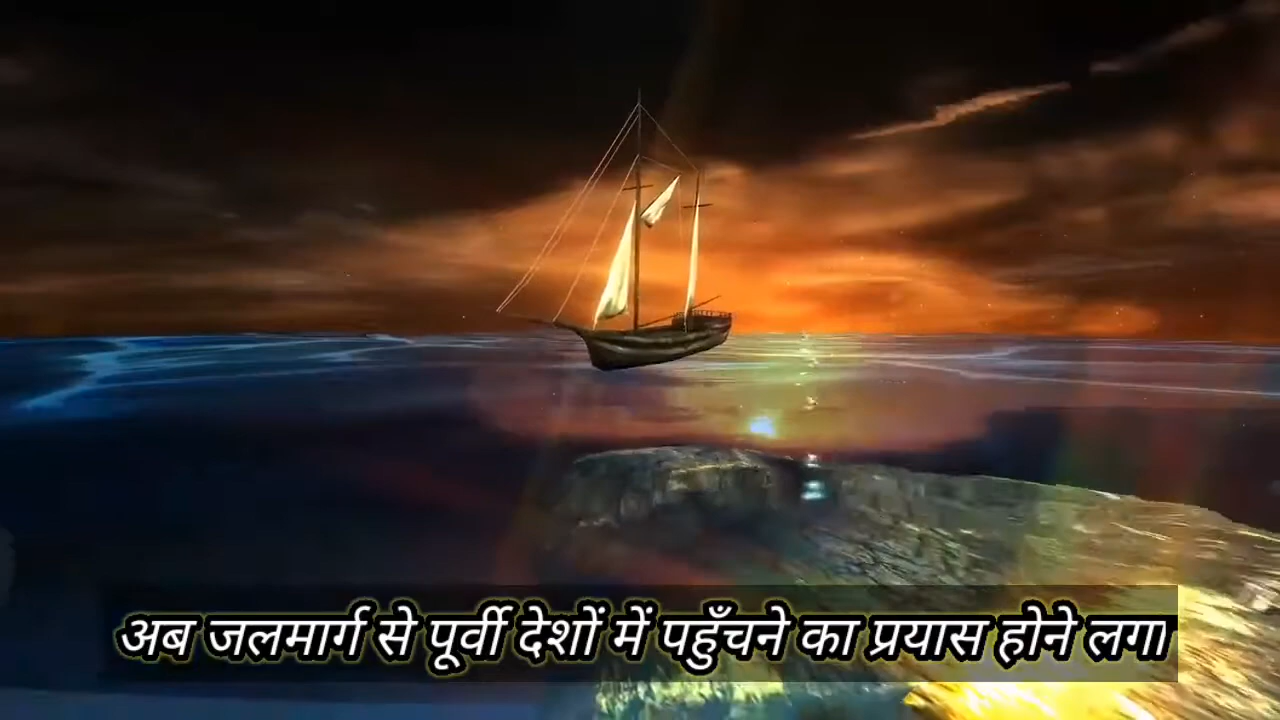 अब जलमार्ग से पूर्वी देशों में पहुँचने का प्रयास होने लगा